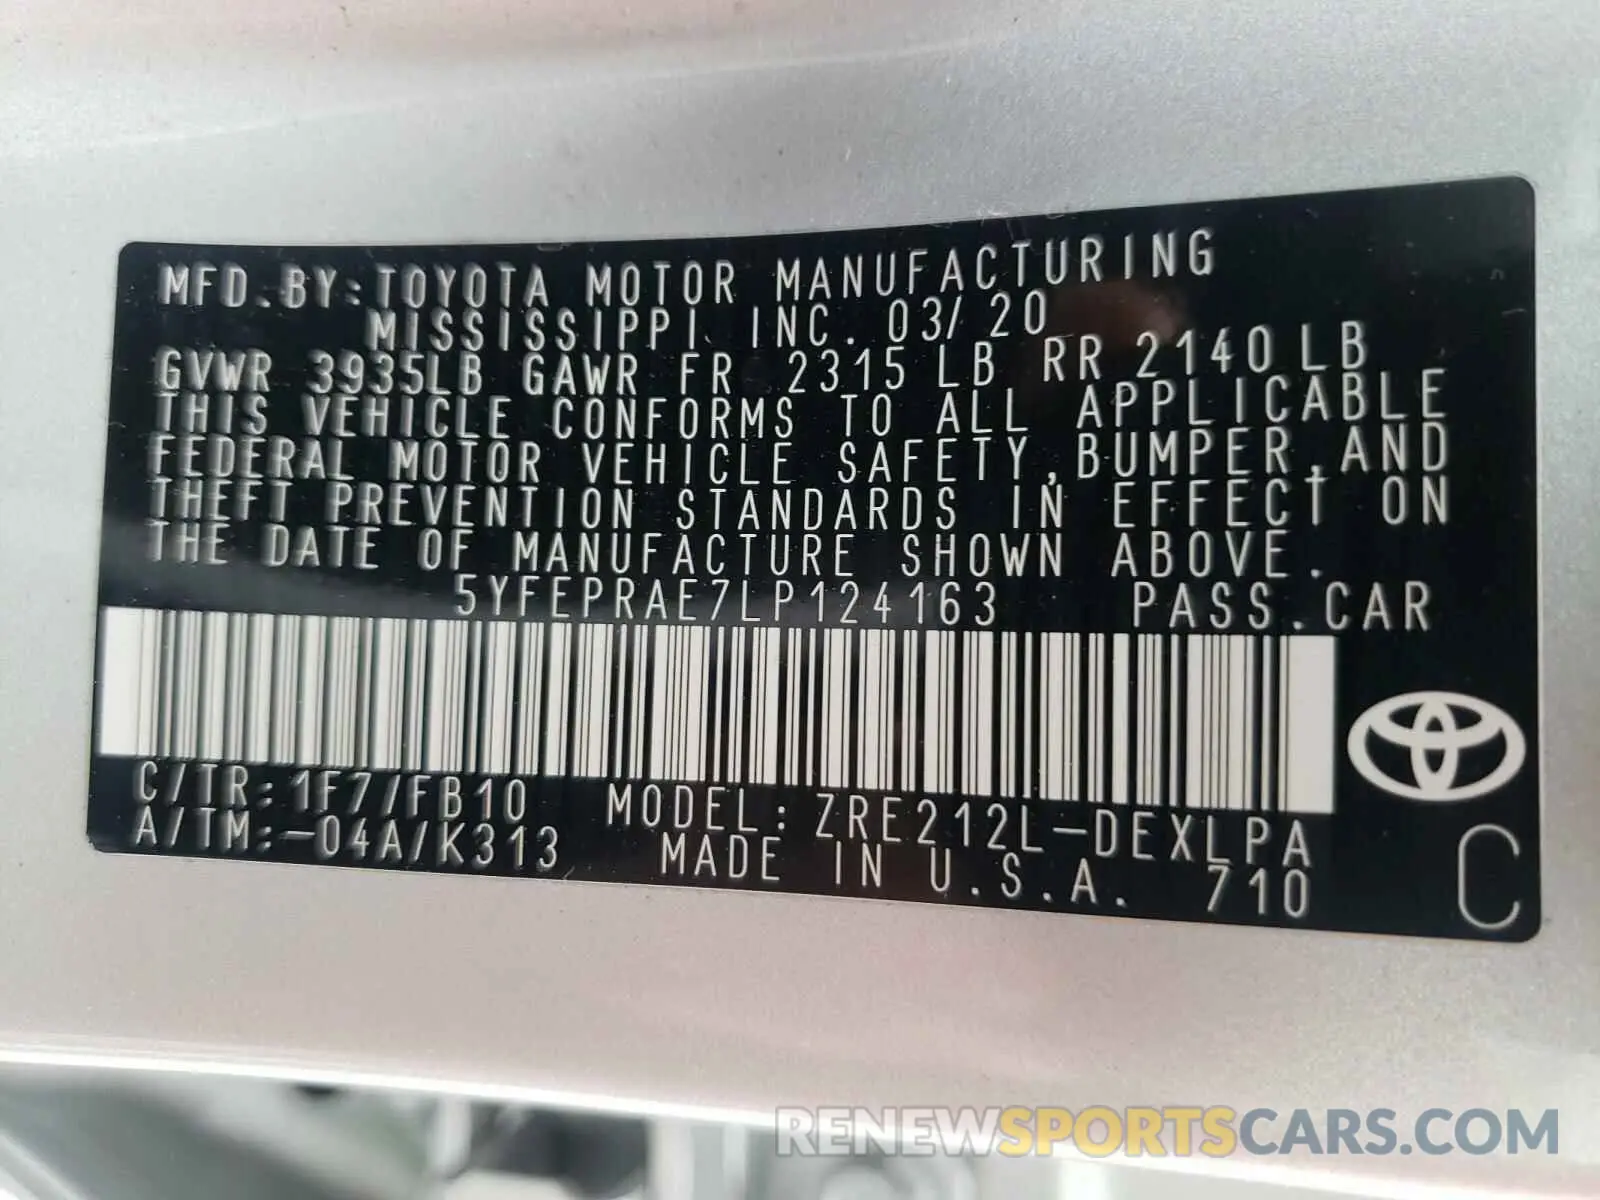 MFD.BY:TOYOTA MOTOR MANUFACTURING
MISSISSIPPI INC. 03/20
GVWR 3935LB GAWR FR 2315LB RR 2140LB
THIS VEHICLE CONFORMS TO ALL APPLICABLE
FEDERAL MOTOR VEHICLE SAFETY,BUMPER,AND
THEFT PREVENTION STANDARDS IN EFFECT ON
THE DATE OF MANUFACTURE SHOWN ABOVE.
5YFEPRAE7LP124163 PASS.CAR
C/TR:1F7/FB10 MODEL:ZRE212L-DEXLPA
A/TM:-04A/K313 MADE IN U.S.A. 710
C
RENEWSPORTSCARS.COM